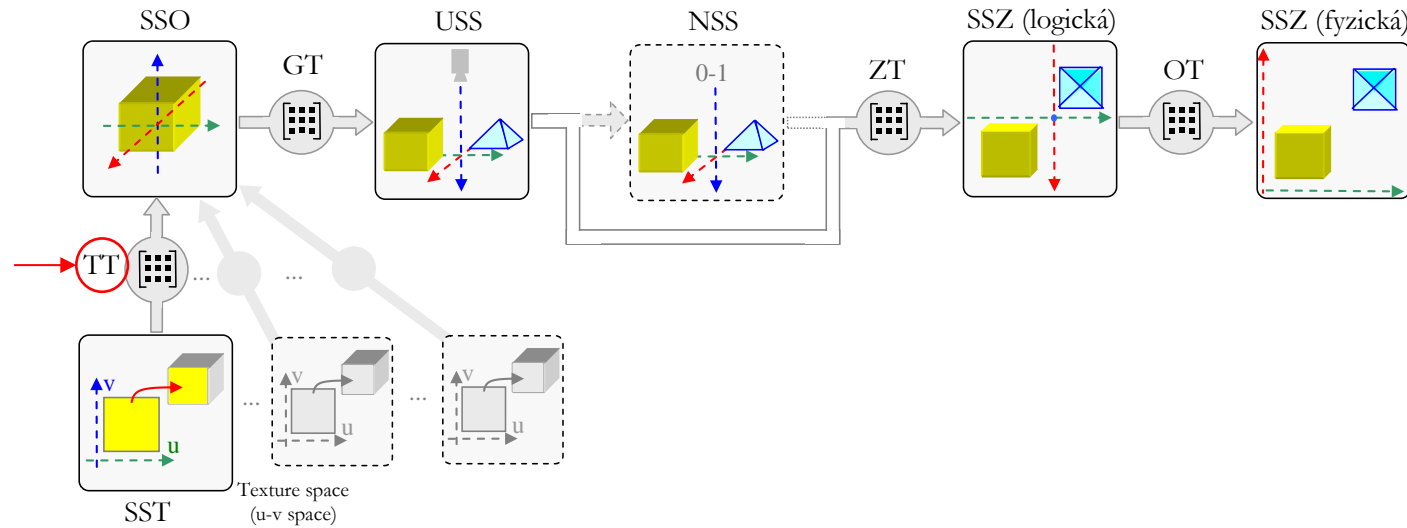 SSO
USS
NSS
SSZ (logická)
SSZ (fyzická)
GT
ZT
OT
0-1
TT
...
...
v
u
...
v
u
...
v
u
SST
Texture space
(u-v space)